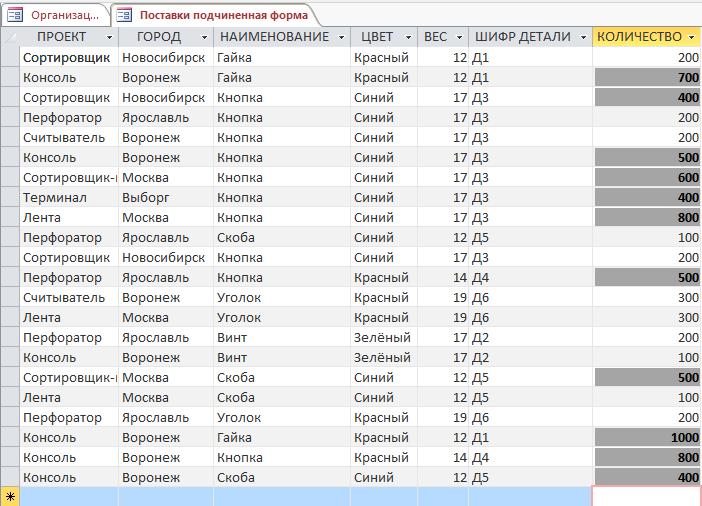 Организац... Поставки подчиненная форма
ПРОЕКТ ГОРОД НАИМЕНОВАНИЕ ЦВЕТ ВЕС ШИФР ДЕТАЛИ КОЛИЧЕСТВО
Сортировщик Новосибирск Гайка Красный 12 Д1 200
Консоль Воронеж Гайка Красный 12 Д1 700
Сортировщик Новосибирск Кнопка Синий 17 Д3 400
Перфоратор Ярославль Кнопка Синий 17 Д3 200
Считыватель Воронеж Кнопка Синий 17 Д3 200
Консоль Воронеж Кнопка Синий 17 Д3 500
Сортировщик- Москва Кнопка Синий 17 Д3 600
Терминал Выборг Кнопка Синий 17 Д3 400
Лента Москва Кнопка Синий 17 Д3 800
Перфоратор Ярославль Скоба Синий 12 Д5 100
Сортировщик Новосибирск Кнопка Синий 17 Д3 200
Перфоратор Ярославль Кнопка Красный 14 Д4 500
Считыватель Воронеж Уголок Красный 19 Д6 300
Лента Москва Уголок Красный 19 Д6 300
Перфоратор Ярославль Винт Зелёный 17 Д2 200
Консоль Воронеж Винт Зелёный 17 Д2 100
Сортировщик- Москва Скоба Синий 12 Д5 500
Лента Москва Скоба Синий 12 Д5 100
Перфоратор Ярославль Уголок Красный 19 Д6 200
Консоль Воронеж Гайка Красный 12 Д1 1000
Консоль Воронеж Кнопка Красный 14 Д4 800
Консоль Воронеж Скоба Синий 12 Д5 400